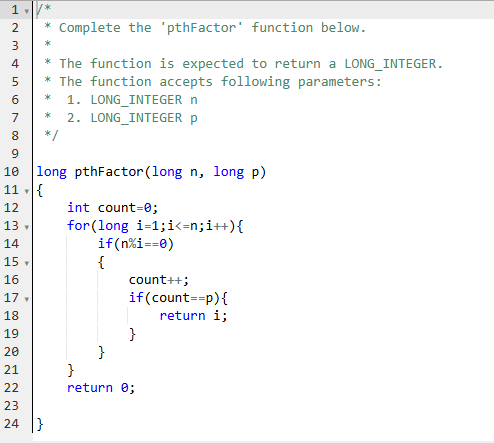 1 /*
2  * Complete the 'pthFactor' function below.
3  *
4  * The function is expected to return a LONG_INTEGER.
5  * The function accepts following parameters:
6  *  1. LONG_INTEGER n
7  *  2. LONG_INTEGER p
8  */
9
10 long pthFactor(long n, long p)
11 {
12     int count=0;
13     for(long i=1;i<=n;i++){
14         if(n%i==0)
15         {
16             count++;
17             if(count==p){
18                 return i;
19             }
20         }
21     }
22     return 0;
23
24 }